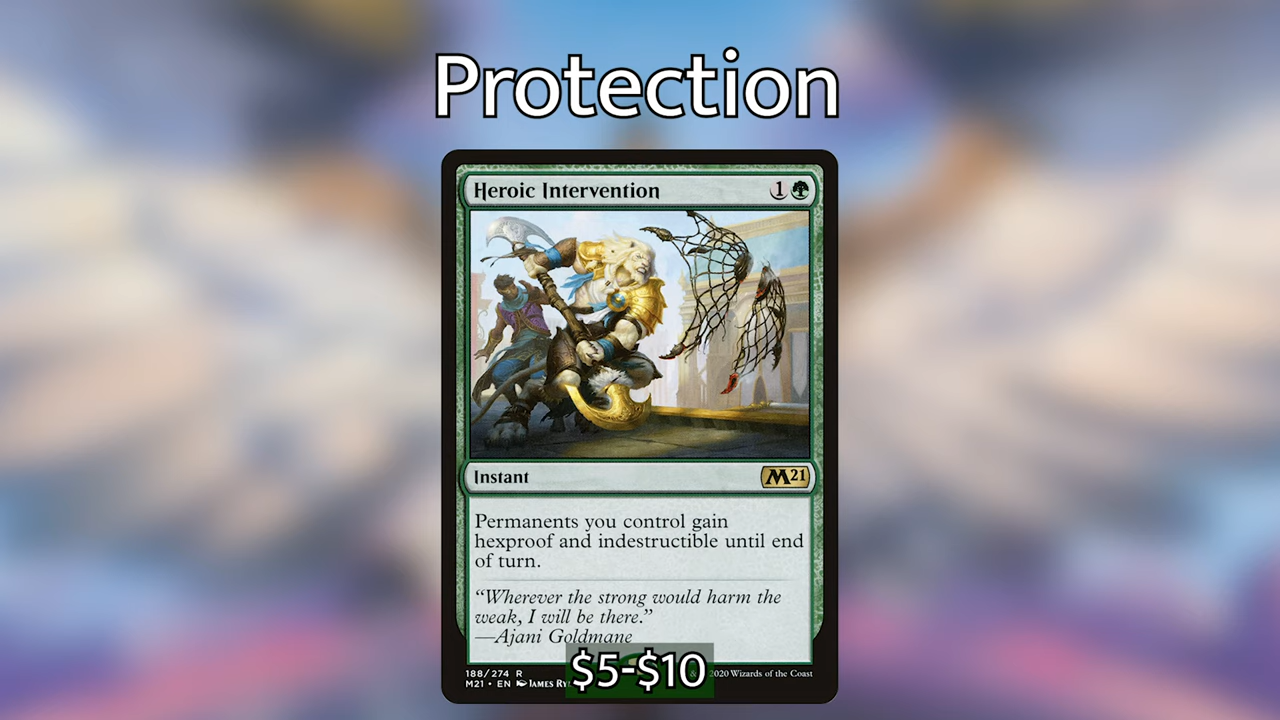 Protection
Heroic Intervention 1
Instant M21
Permanents you control gain
hexproof and indestructible until end
of turn.
“Wherever the strong would harm the
weak, I will be there.”
—Ajani Goldmane
$5-$10
188/274 R
& 2020 Wizards of the Coast
M21 • EN JAMES